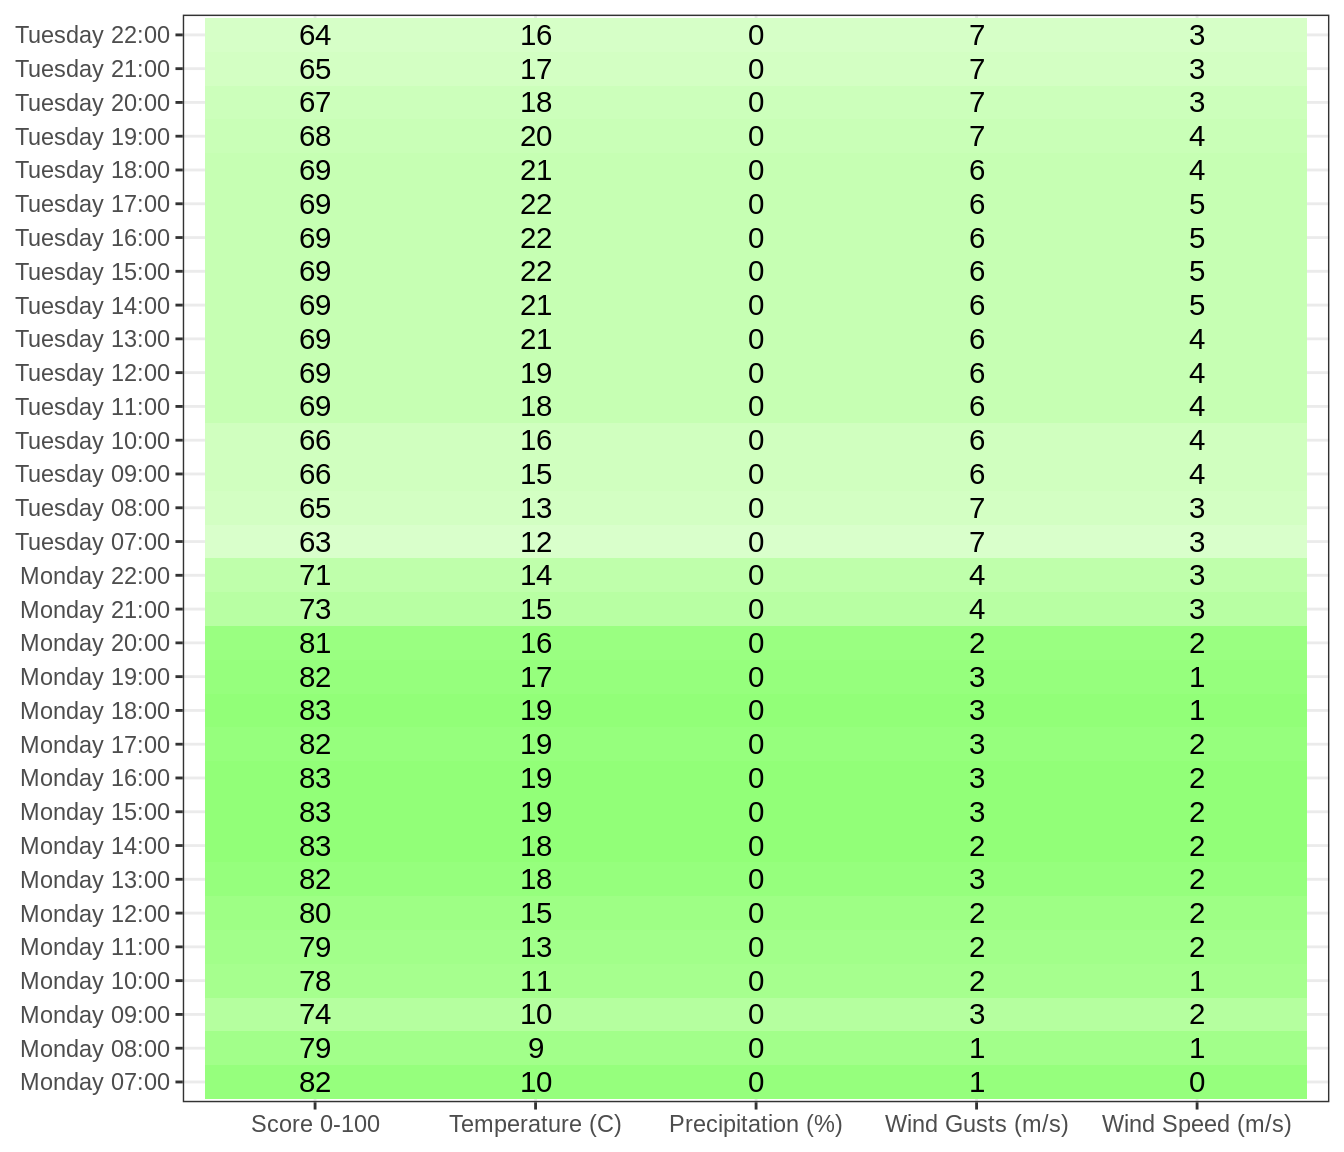 Tuesday 22:00 64 16 0 7 3
Tuesday 21:00 65 17 0 7 3
Tuesday 20:00 67 18 0 7 3
Tuesday 19:00 68 20 0 7 4
Tuesday 18:00 69 21 0 6 4
Tuesday 17:00 69 22 0 6 5
Tuesday 16:00 69 22 0 6 5
Tuesday 15:00 69 22 0 6 5
Tuesday 14:00 69 21 0 6 5
Tuesday 13:00 69 21 0 6 4
Tuesday 12:00 69 19 0 6 4
Tuesday 11:00 69 18 0 6 4
Tuesday 10:00 66 16 0 6 4
Tuesday 09:00 66 15 0 6 4
Tuesday 08:00 65 13 0 7 3
Tuesday 07:00 63 12 0 7 3
Monday 22:00 71 14 0 4 3
Monday 21:00 73 15 0 4 3
Monday 20:00 81 16 0 2 2
Monday 19:00 82 17 0 3 1
Monday 18:00 83 19 0 3 1
Monday 17:00 82 19 0 3 2
Monday 16:00 83 19 0 3 2
Monday 15:00 83 19 0 3 2
Monday 14:00 83 18 0 2 2
Monday 13:00 82 18 0 3 2
Monday 12:00 80 15 0 2 2
Monday 11:00 79 13 0 2 2
Monday 10:00 78 11 0 2 1
Monday 09:00 74 10 0 3 2
Monday 08:00 79 9 0 1 1
Monday 07:00 82 10 0 1 0
Score 0-100 Temperature (C) Precipitation (%) Wind Gusts (m/s) Wind Speed (m/s)